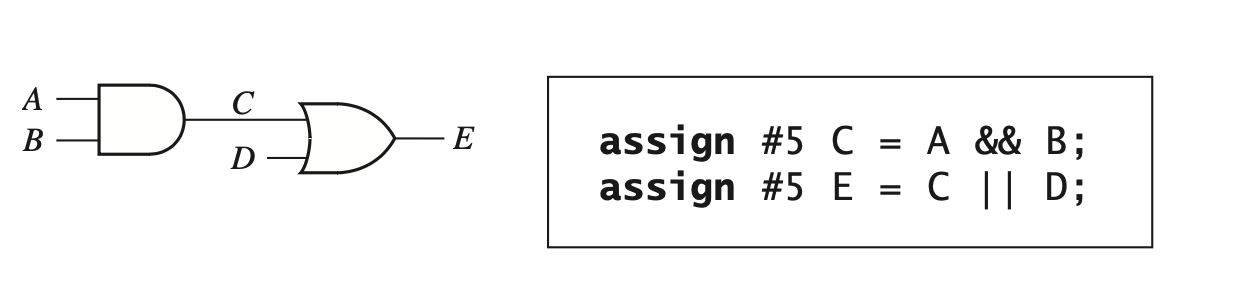 A
B
C
D
E
assign #5 C = A && B;
assign #5 E = C || D;